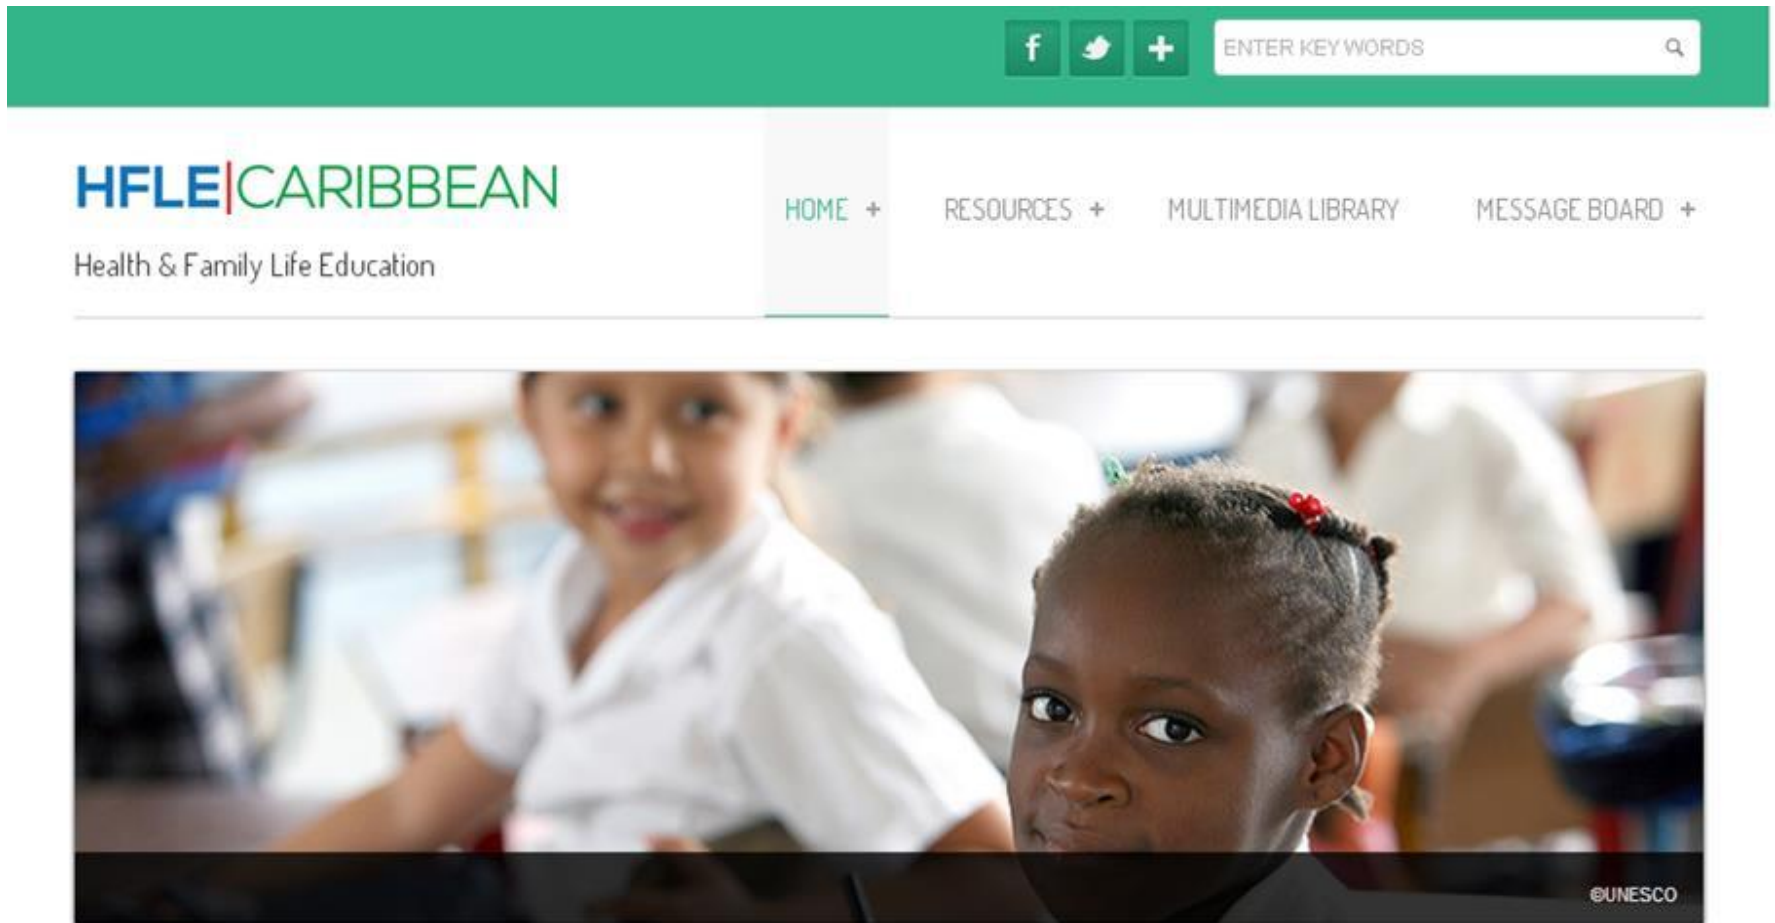 f + ENTER KEY WORDS
HFLE|CARIBBEAN
HOME + RESOURCES + MULTIMEDIA LIBRARY MESSAGE BOARD +
Health & Family Life Education
©UNESCO